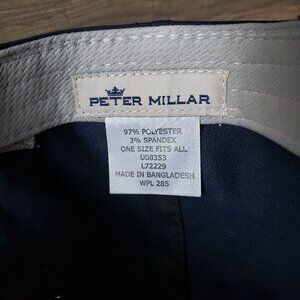 PETER MILLAR
97% POLYESTER
3% SPANDEX
ONE SIZE FITS ALL
U08353
L72229
MADE IN BANGLADESH
WPL 285